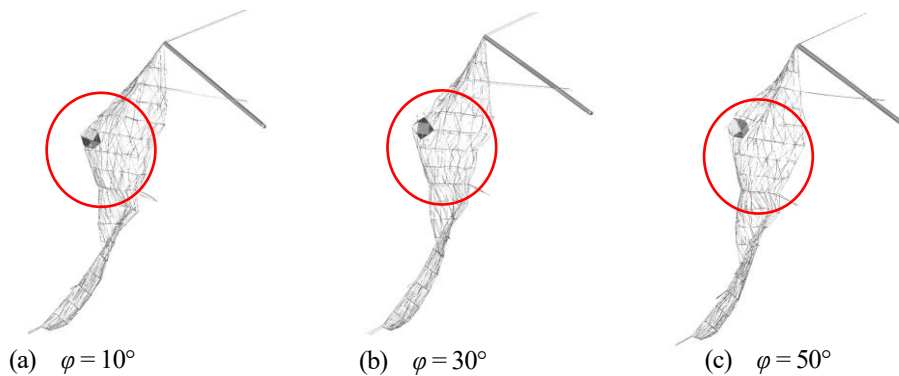 (a) φ = 10°
(b) φ = 30°
(c) φ = 50°